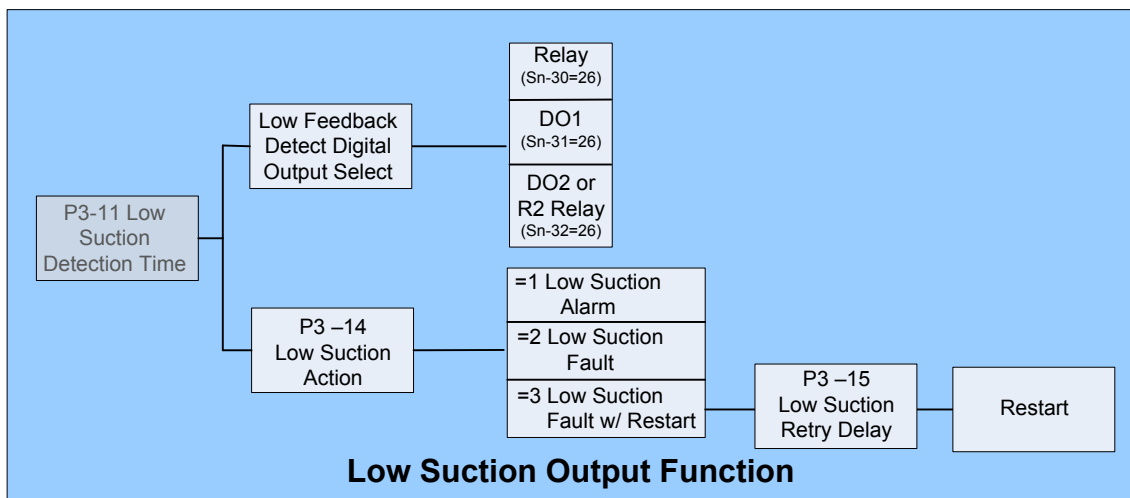 P3-11 Low
Suction
Detection Time
Low Feedback
Detect Digital
Output Select
Relay
(Sn-30=26)
DO1
(Sn-31=26)
DO2 or
R2 Relay
(Sn-32=26)
P3 –14
Low Suction
Action
=1 Low Suction
Alarm
=2 Low Suction
Fault
=3 Low Suction
Fault w/ Restart
P3 –15
Low Suction
Retry Delay
Restart
Low Suction Output Function